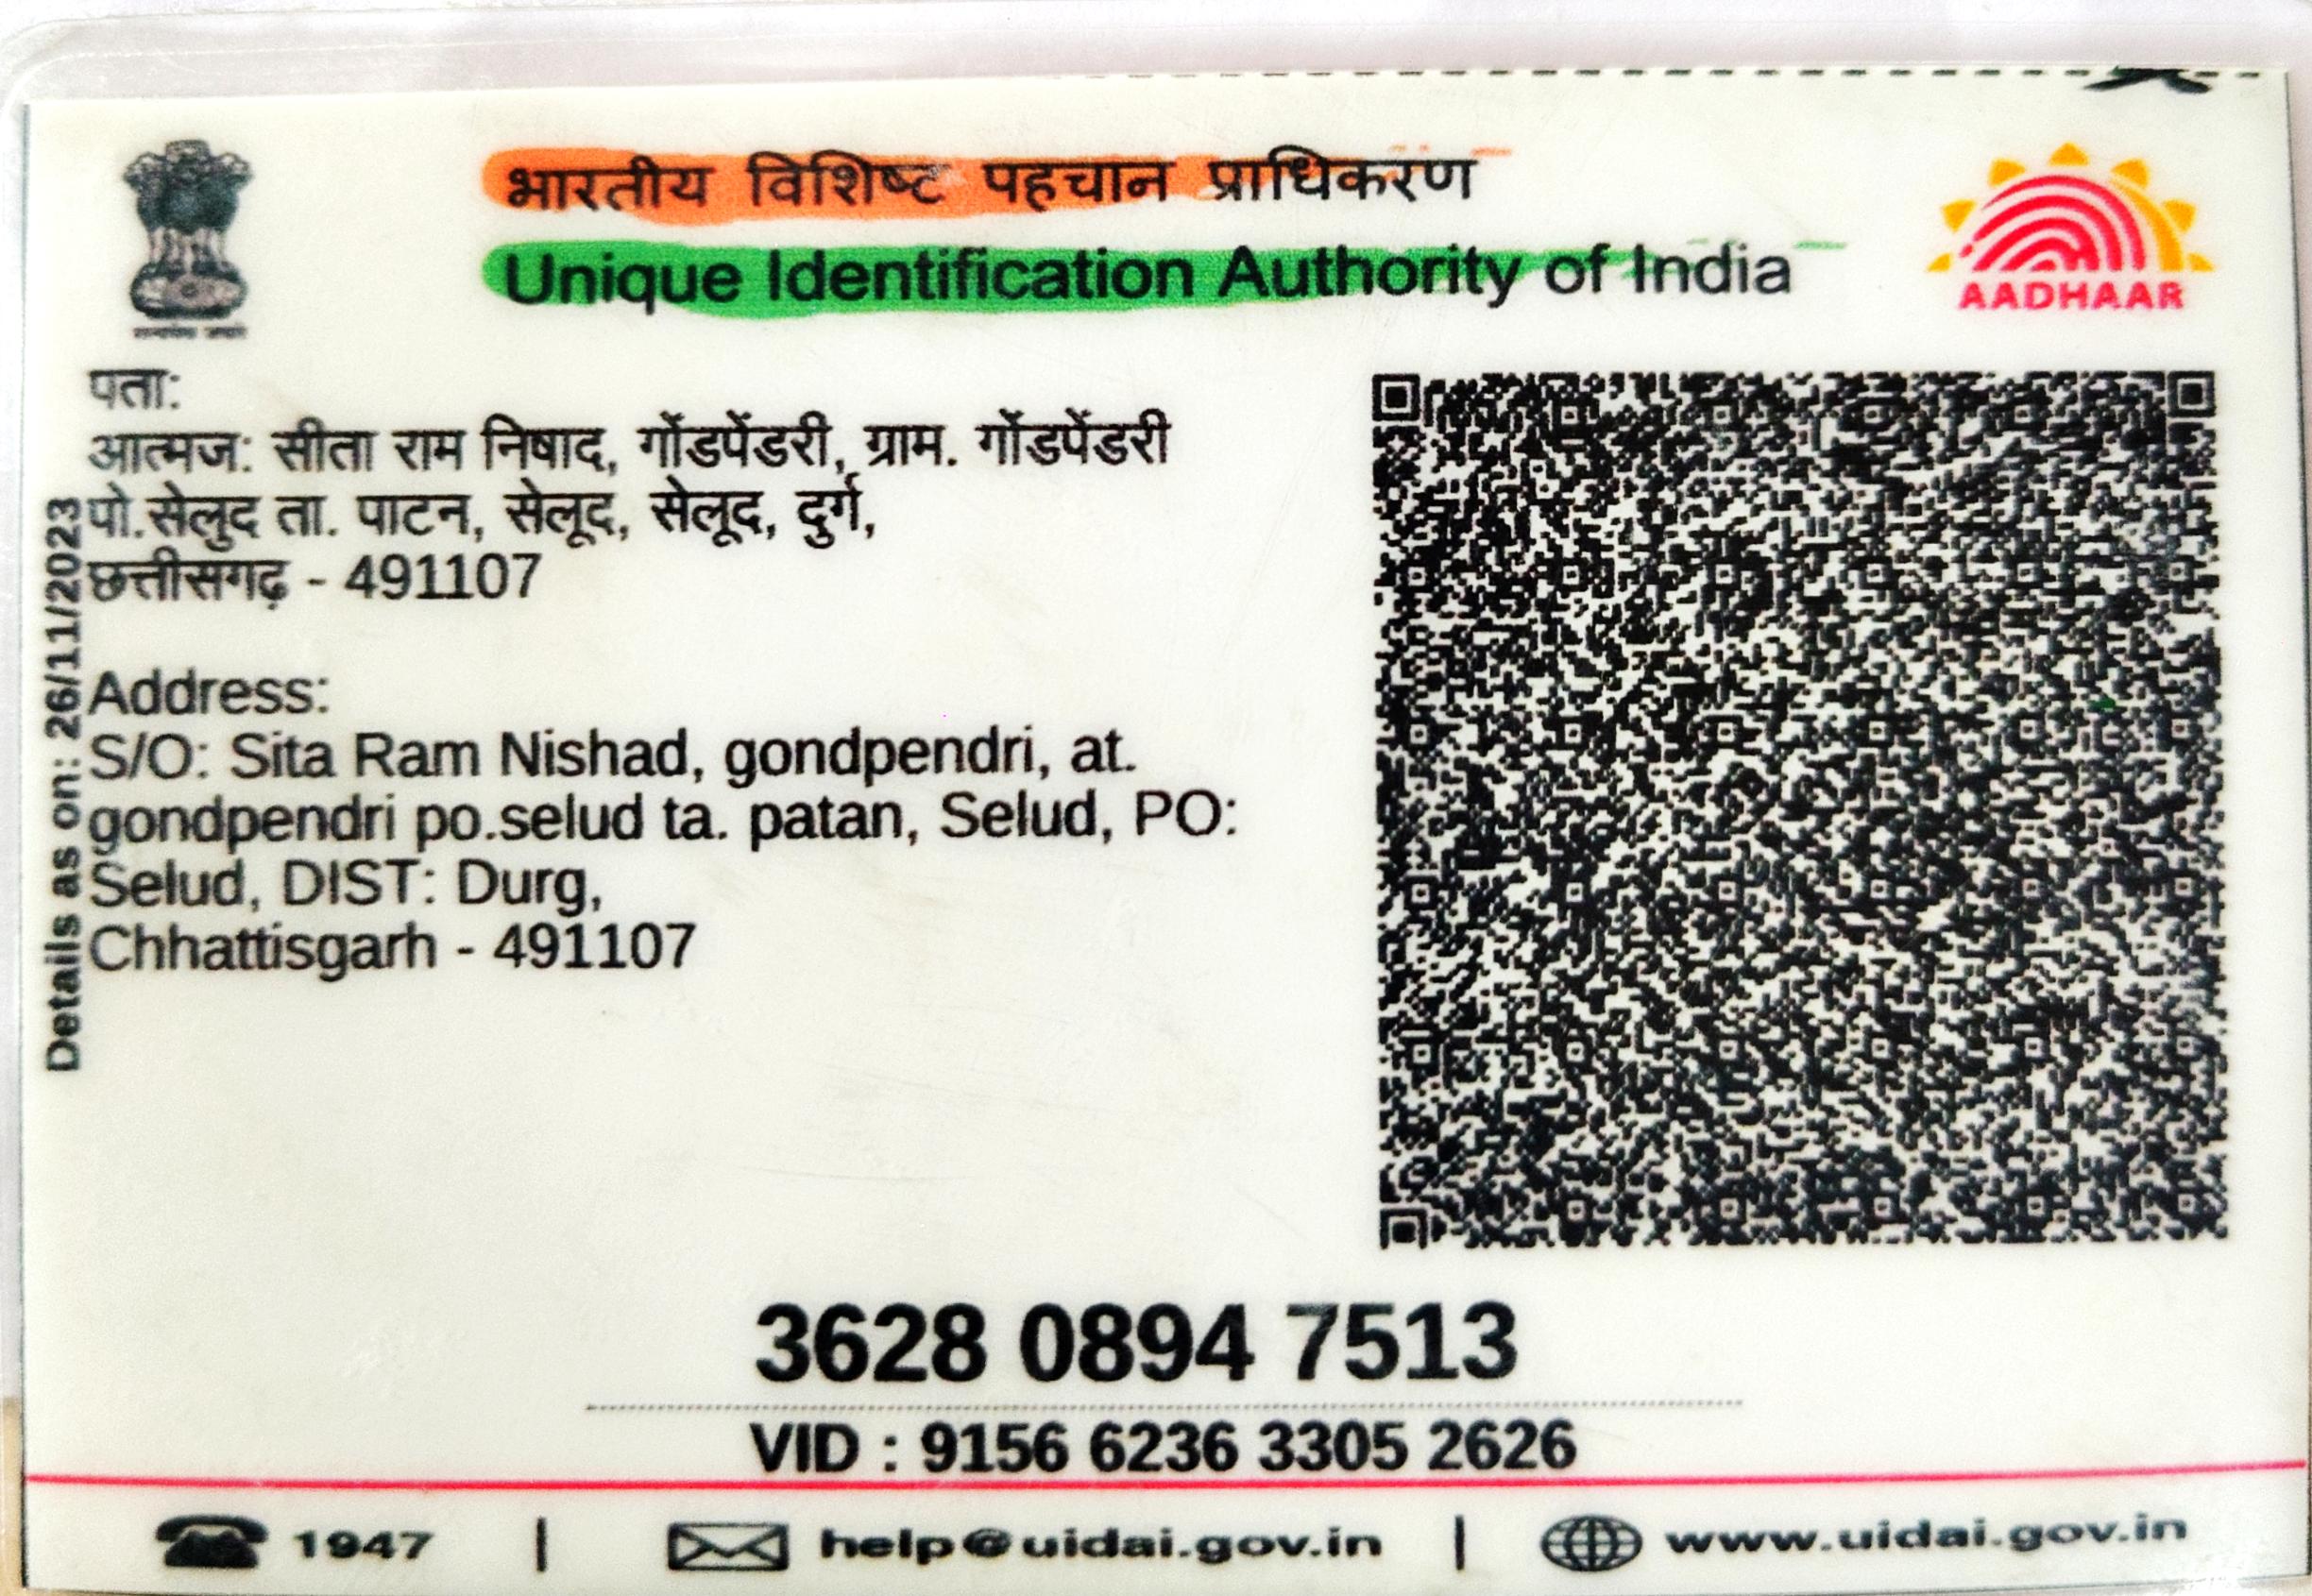 भारतीय विशिष्ट पहचान प्राधिकरण
Unique Identification Authority of India
AADHAAR
पता:
आत्मज: सीता राम निषाद, गोंडपेंडरी, ग्राम. गोंडपेंडरी
पो.सेलुद ता. पाटन, सेलूद, सेलूद, दुर्ग,
छत्तीसगढ़ - 491107
Address:
S/O: Sita Ram Nishad, gondpendri, at.
gondpendri po.selud ta. patan, Selud, PO:
Selud, DIST: Durg,
Chhattisgarh - 491107
Details as on: 26/11/2023
3628 0894 7513
VID : 9156 6236 3305 2626
1947 | help@uidai.gov.in | www.uidai.gov.in